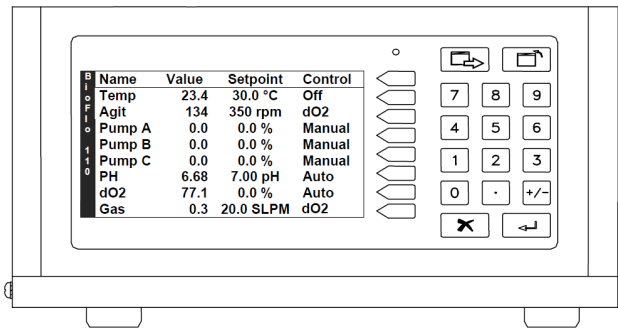 BioFlo 110
Name Value Setpoint Control
Temp 23.4 30.0 °C Off
Agit 134 350 rpm dO2
Pump A 0.0 0.0 % Manual
Pump B 0.0 0.0 % Manual
Pump C 0.0 0.0 % Manual
PH 6.68 7.00 pH Auto
dO2 77.1 0.0 % Auto
Gas 0.3 20.0 SLPM dO2
7 8 9
4 5 6
1 2 3
0 . +/-